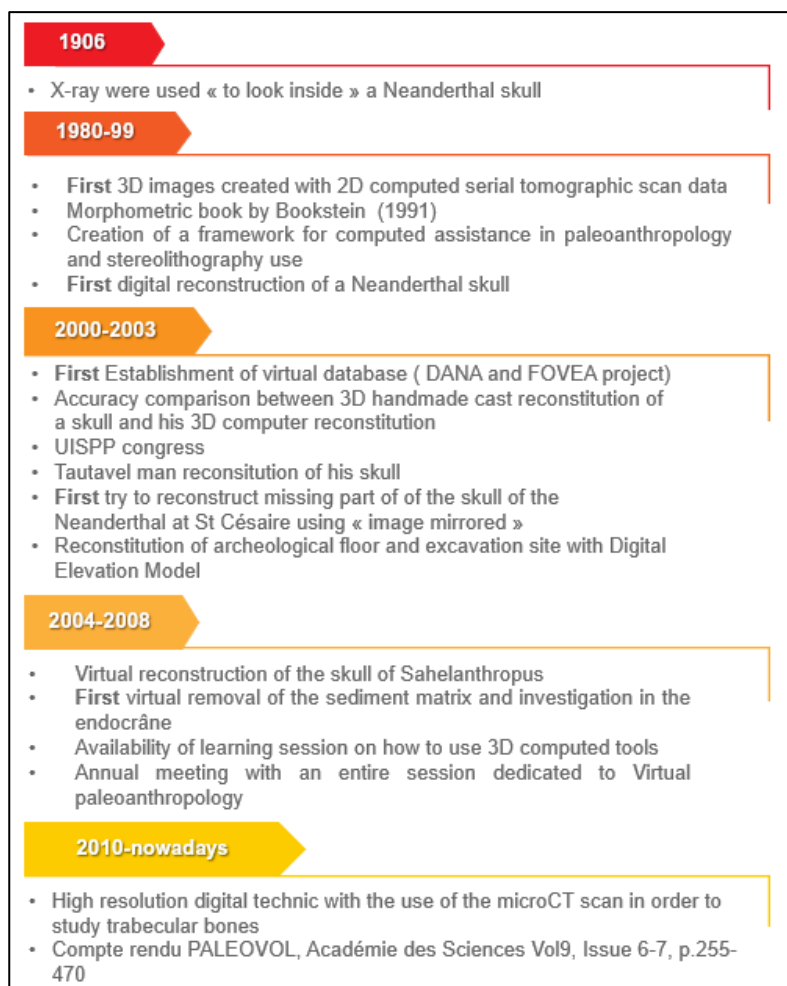 1906
• X-ray were used « to look inside » a Neanderthal skull
1980-99
• First 3D images created with 2D computed serial tomographic scan data
• Morphometric book by Bookstein (1991)
• Creation of a framework for computed assistance in paleoanthropology
and stereolithography use
• First digital reconstruction of a Neanderthal skull
2000-2003
• First Establishment of virtual database ( DANA and FOVEA project)
• Accuracy comparison between 3D handmade cast reconstitution of
a skull and his 3D computer reconstitution
• UISPP congress
• Tautavel man reconsitution of his skull
• First try to reconstruct missing part of of the skull of the
Neanderthal at St Césaire using « image mirrored »
• Reconstitution of archeological floor and excavation site with Digital
Elevation Model
2004-2008
• Virtual reconstruction of the skull of Sahelanthropus
• First virtual removal of the sediment matrix and investigation in the
endocrâne
• Availability of learning session on how to use 3D computed tools
• Annual meeting with an entire session dedicated to Virtual
paleoanthropology
2010-nowadays
• High resolution digital technic with the use of the microCT scan in order to
study trabecular bones
• Compte rendu PALEOVOL, Académie des Sciences Vol9, Issue 6-7, p.255-
470